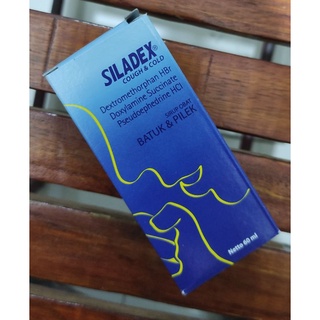 SILADEX®
COUGH & COLD
Dextromethorphan HBr
Doxylamine Succinate
Pseudoephedrine HCl
SIRUP OBAT
BATUK & PILEK
Netto 60 ml